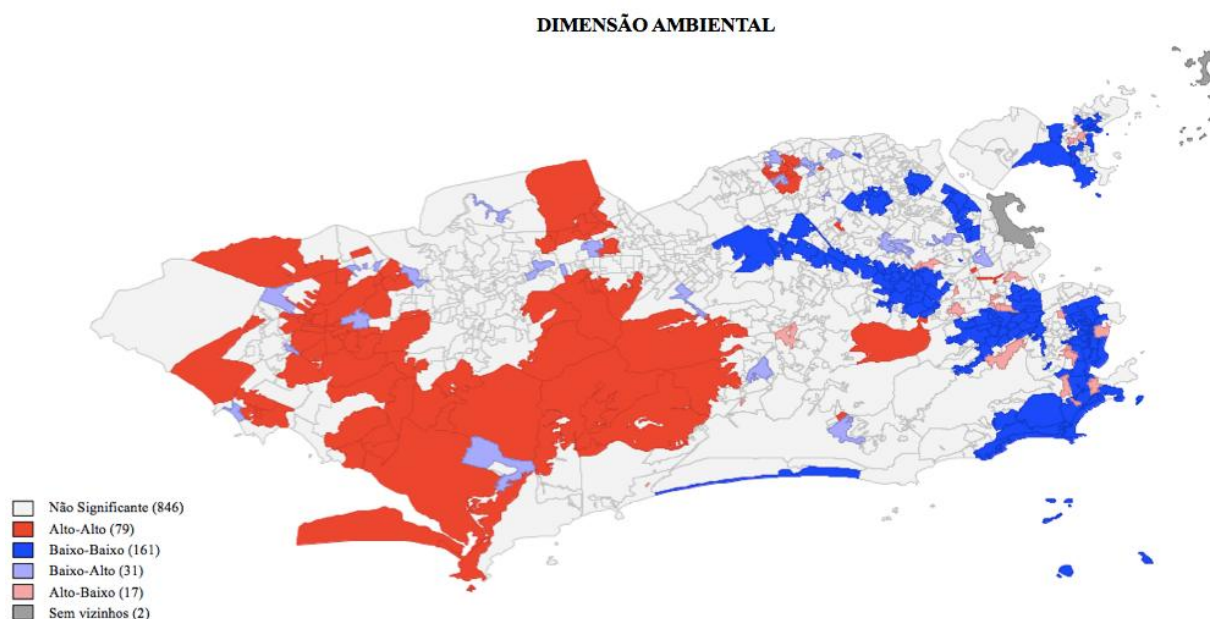 DIMENSÃO AMBIENTAL
Não Significante (846)
Alto-Alto (79)
Baixo-Baixo (161)
Baixo-Alto (31)
Alto-Baixo (17)
Sem vizinhos (2)